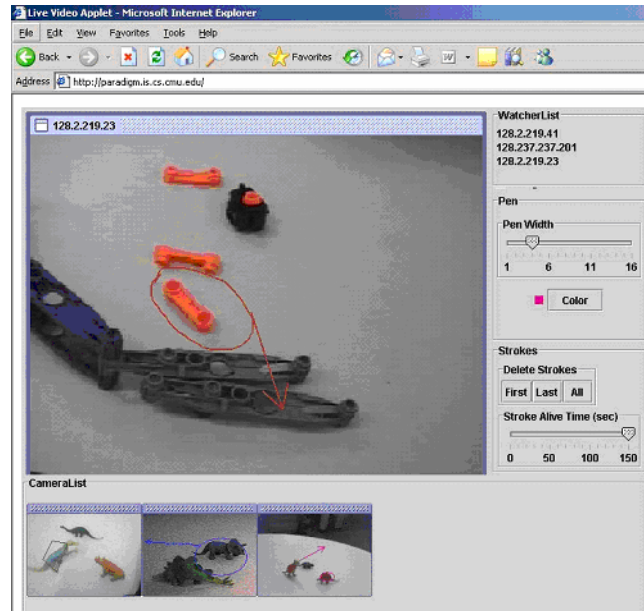 Live Video Applet - Microsoft Internet Explorer
File Edit View Favorites Tools Help
Back Search Favorites
Address http://paradigm.is.cs.cmu.edu/
128.2.219.23
WatcherList
128.2.219.41
128.237.237.201
128.2.219.23
Pen
Pen Width
1 6 11 16
Color
Strokes
Delete Strokes
First Last All
Stroke Alive Time (sec)
0 50 100 150
CameraList